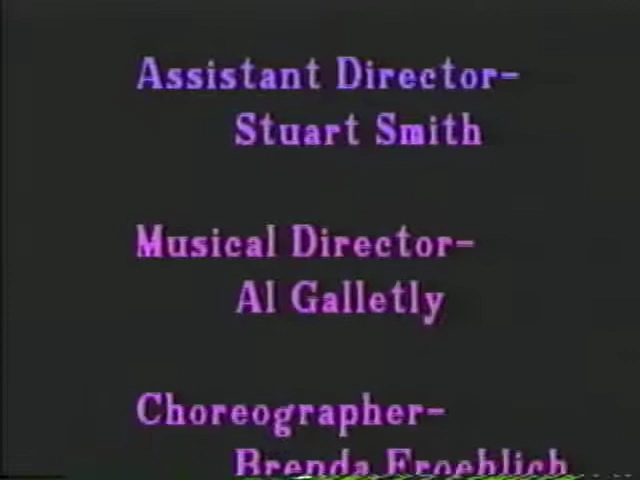 Assistant Director-
Stuart Smith
Musical Director-
Al Galletly
Choreographer-
Brenda Froehlich